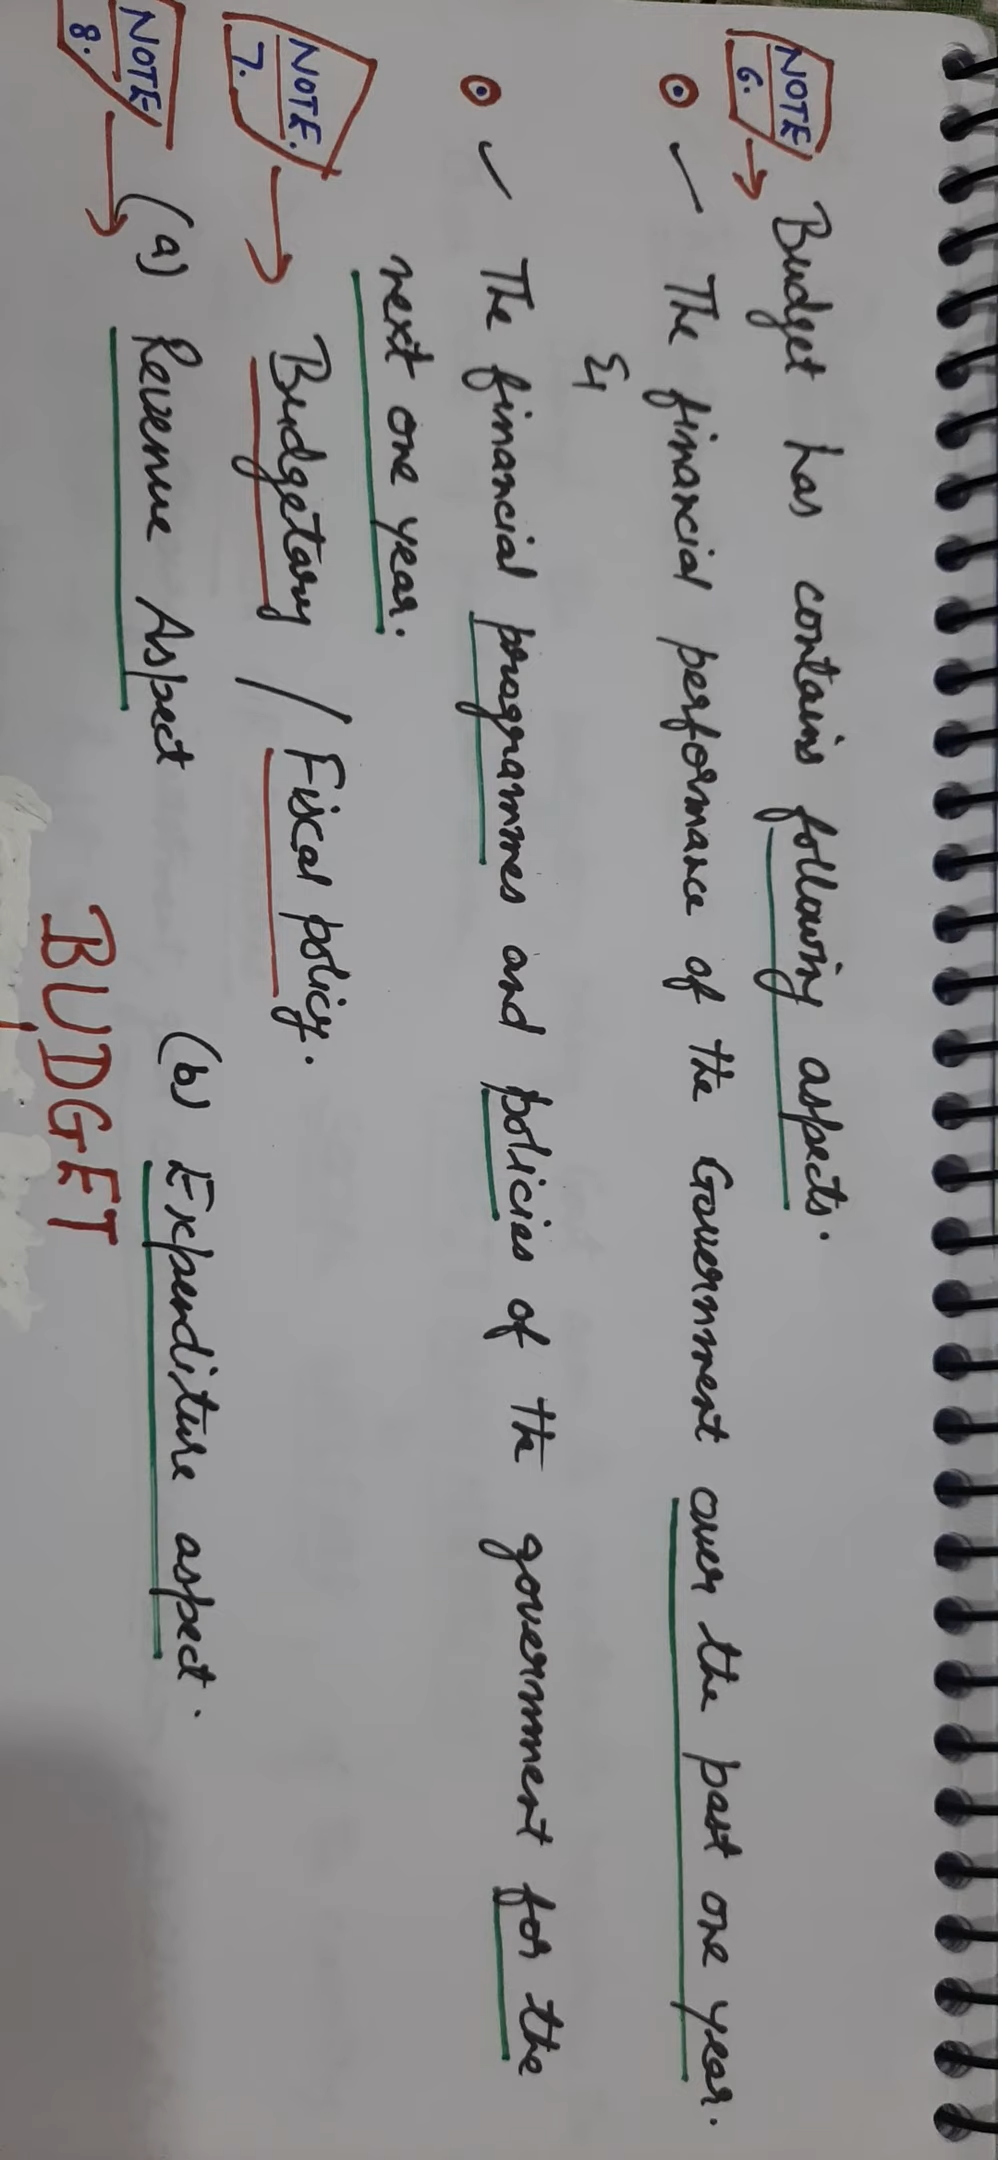 NOTE 6. → Budget has contains following aspects.
✓ The financial performance of the Government over the past one year.
&
✓ The financial programmes and policies of the government for the
next one year.
NOTE. 7. → Budgetary / Fiscal policy.
NOTE 8. → (a) Revenue Aspect (b) Expenditure aspect.
BUDGET